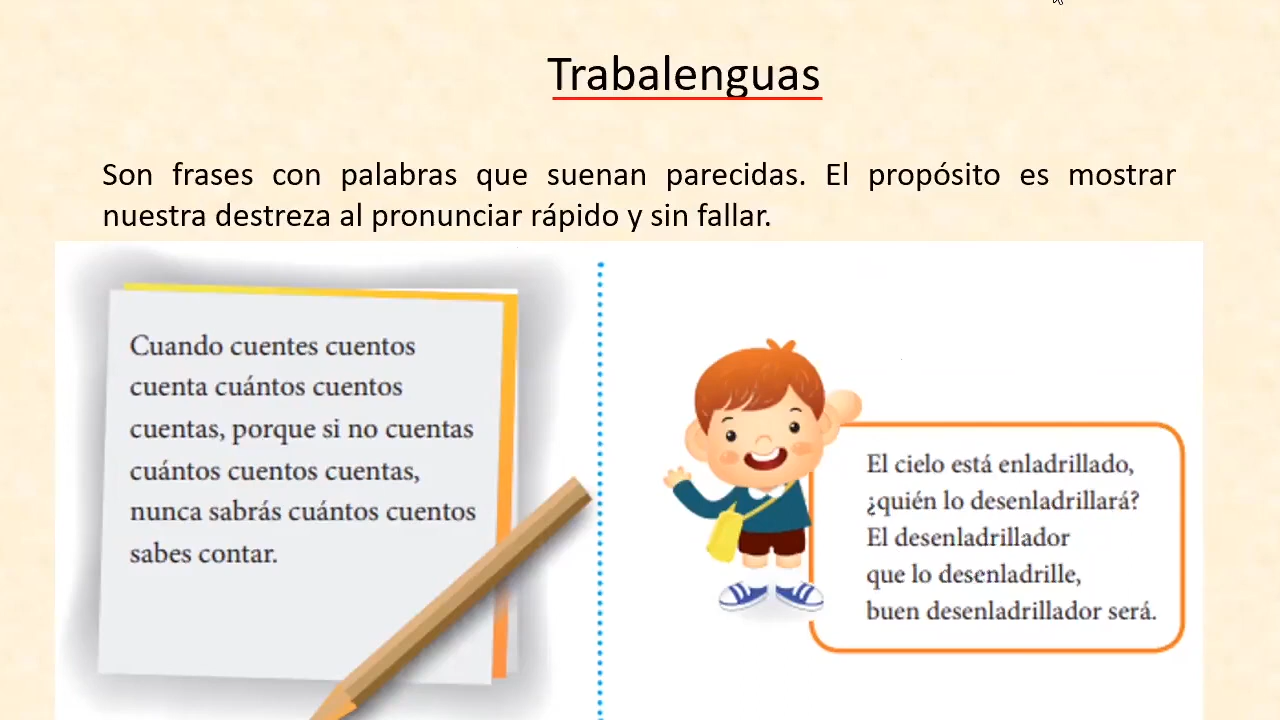 Trabalenguas
Son frases con palabras que suenan parecidas. El propósito es mostrar
nuestra destreza al pronunciar rápido y sin fallar.
Cuando cuentes cuentos
cuenta cuántos cuentos
cuentas, porque si no cuentas
cuántos cuentos cuentas,
nunca sabrás cuántos cuentos
sabes contar.
El cielo está enladrillado,
¿quién lo desenladrillará?
El desenladrillador
que lo desenladrille,
buen desenladrillador será.